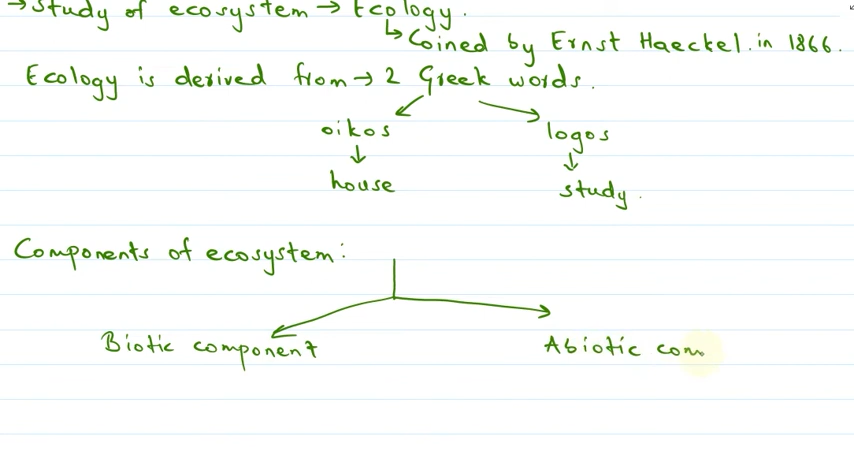 → Study of ecosystem → Ecology.
↳ Coined by Ernst Haeckel. in 1866.
Ecology is derived from → 2 Greek words.
oikos logos
↓ ↓
house study.
Components of ecosystem:
Biotic component Abiotic com